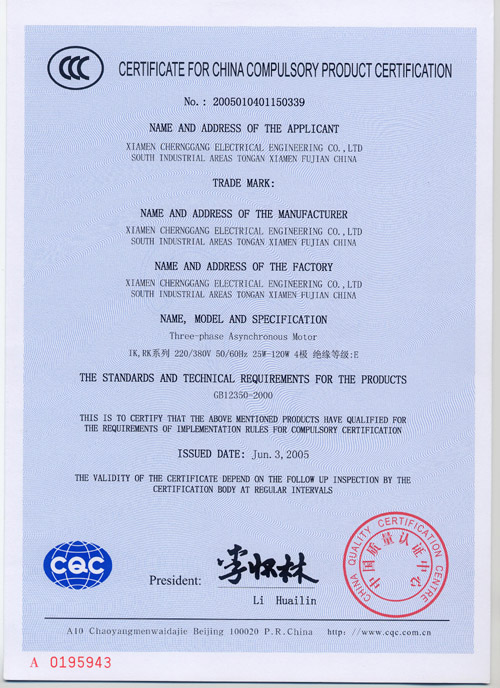 CCC CERTIFICATE FOR CHINA COMPULSORY PRODUCT CERTIFICATION
No.: 2005010401150339
NAME AND ADDRESS OF THE APPLICANT
XIAMEN CHERNGGANG ELECTRICAL ENGINEERING CO.,LTD
SOUTH INDUSTRIAL AREAS TONGAN XIAMEN FUJIAN CHINA
TRADE MARK:
NAME AND ADDRESS OF THE MANUFACTURER
XIAMEN CHERNGGANG ELECTRICAL ENGINEERING CO.,LTD
SOUTH INDUSTRIAL AREAS TONGAN XIAMEN FUJIAN CHINA
NAME AND ADDRESS OF THE FACTORY
XIAMEN CHERNGGANG ELECTRICAL ENGINEERING CO.,LTD
SOUTH INDUSTRIAL AREAS TONGAN XIAMEN FUJIAN CHINA
NAME, MODEL AND SPECIFICATION
Three-phase Asynchronous Motor
IK,RK系列 220/380V 50/60Hz 25W-120W 4极 绝缘等级:E
THE STANDARDS AND TECHNICAL REQUIREMENTS FOR THE PRODUCTS
GB12350-2000
THIS IS TO CERTIFY THAT THE ABOVE MENTIONED PRODUCTS HAVE QUALIFIED FOR
THE REQUIREMENTS OF IMPLEMENTATION RULES FOR COMPULSORY CERTIFICATION
ISSUED DATE: Jun.3,2005
THE VALIDITY OF THE CERTIFICATE DEPEND ON THE FOLLOW UP INSPECTION BY THE
CERTIFICATION BODY AT REGULAR INTERVALS
CQC
President: 李怀林
Li Huailin
CHINA QUALITY CERTIFICATION CENTRE
中国质量认证中心
A10 Chaoyangmenwaidajie Beijing 100020 P.R.China http://www.cqc.com.cn
A 0195943